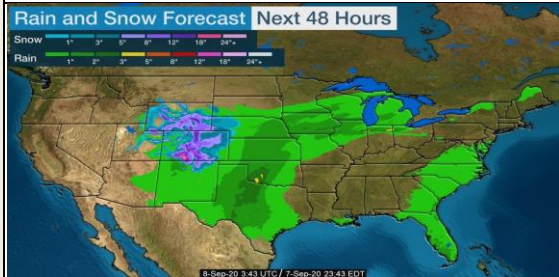 Rain and Snow Forecast Next 48 Hours
Snow
1" 3" 5" 8" 12" 18" 24"+
Rain
1" 2" 3" 5" 8" 12" 18" 24"+
8-Sep-20 3:43 UTC / 7-Sep-20 23:43 EDT